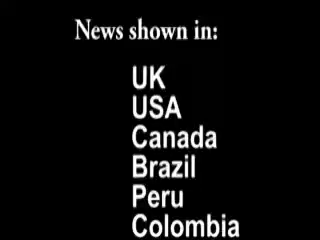 News shown in:
UK
USA
Canada
Brazil
Peru
Colombia